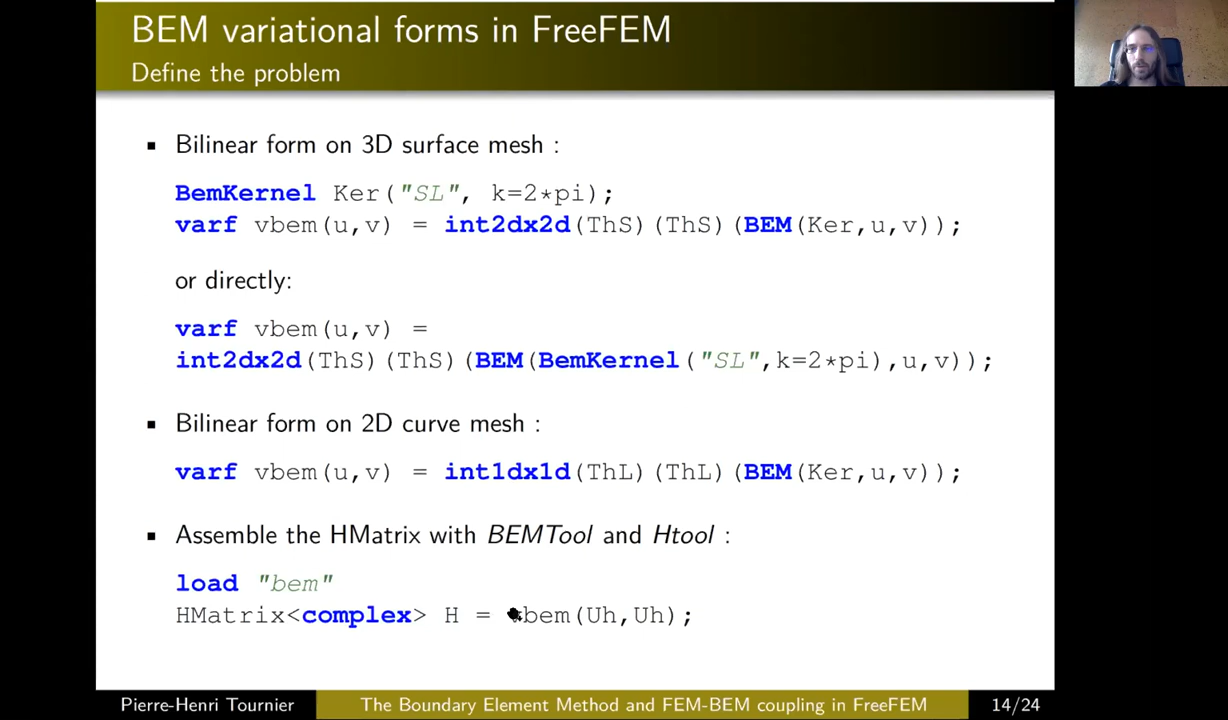 BEM variational forms in FreeFEM
Define the problem
▪ Bilinear form on 3D surface mesh :
BemKernel Ker("SL", k=2*pi);
varf vbem(u,v) = int2dx2d(ThS)(ThS)(BEM(Ker,u,v));
or directly:
varf vbem(u,v) =
int2dx2d(ThS)(ThS)(BEM(BemKernel("SL",k=2*pi),u,v));
▪ Bilinear form on 2D curve mesh :
varf vbem(u,v) = int1dx1d(ThL)(ThL)(BEM(Ker,u,v));
▪ Assemble the HMatrix with BEMTool and Htool :
load "bem"
HMatrix<complex> H = vbem(Uh,Uh);
Pierre-Henri Tournier The Boundary Element Method and FEM-BEM coupling in FreeFEM 14/24